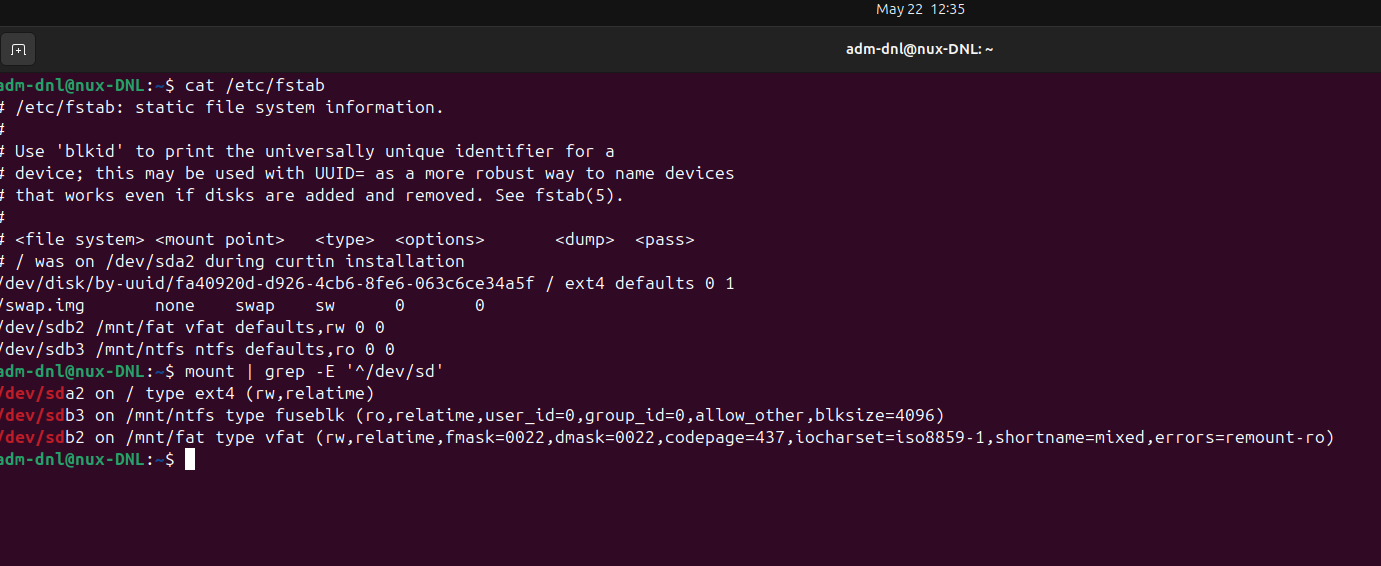 May 22 12:35
adm-dnl@nux-DNL: ~
adm-dnl@nux-DNL:~$ cat /etc/fstab
# /etc/fstab: static file system information.
#
# Use 'blkid' to print the universally unique identifier for a
# device; this may be used with UUID= as a more robust way to name devices
# that works even if disks are added and removed. See fstab(5).
#
# <file system> <mount point>   <type>  <options>       <dump>  <pass>
# / was on /dev/sda2 during curtin installation
/dev/disk/by-uuid/fa40920d-d926-4cb6-8fe6-063c6ce34a5f / ext4 defaults 0 1
/swap.img       none    swap    sw      0       0
/dev/sdb2 /mnt/fat vfat defaults,rw 0 0
/dev/sdb3 /mnt/ntfs ntfs defaults,ro 0 0
adm-dnl@nux-DNL:~$ mount | grep -E '^/dev/sd'
/dev/sda2 on / type ext4 (rw,relatime)
/dev/sdb3 on /mnt/ntfs type fuseblk (ro,relatime,user_id=0,group_id=0,allow_other,blksize=4096)
/dev/sdb2 on /mnt/fat type vfat (rw,relatime,fmask=0022,dmask=0022,codepage=437,iocharset=iso8859-1,shortname=mixed,errors=remount-ro)
adm-dnl@nux-DNL:~$